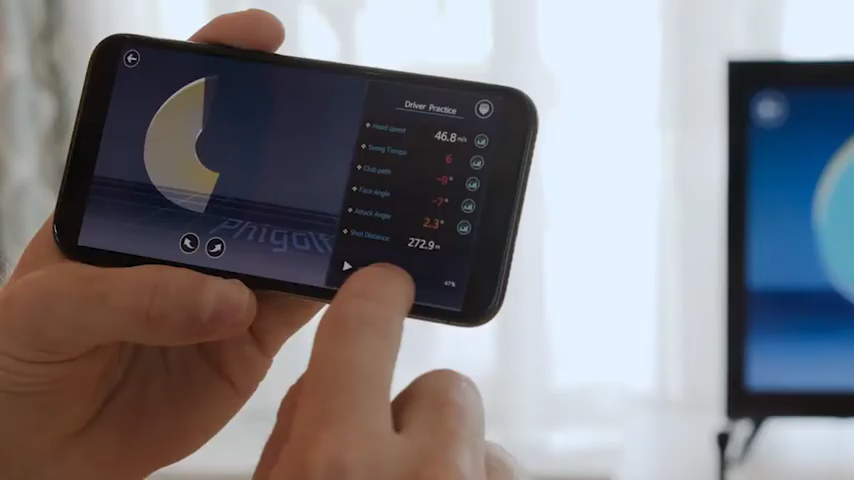 Driver Practice
Head speed 46.8 m/s
Swing Tempo 6
Club path -9°
Face Angle -7°
Attack Angle 2.3°
Shot Distance 272.9 m
47%
Phigolf